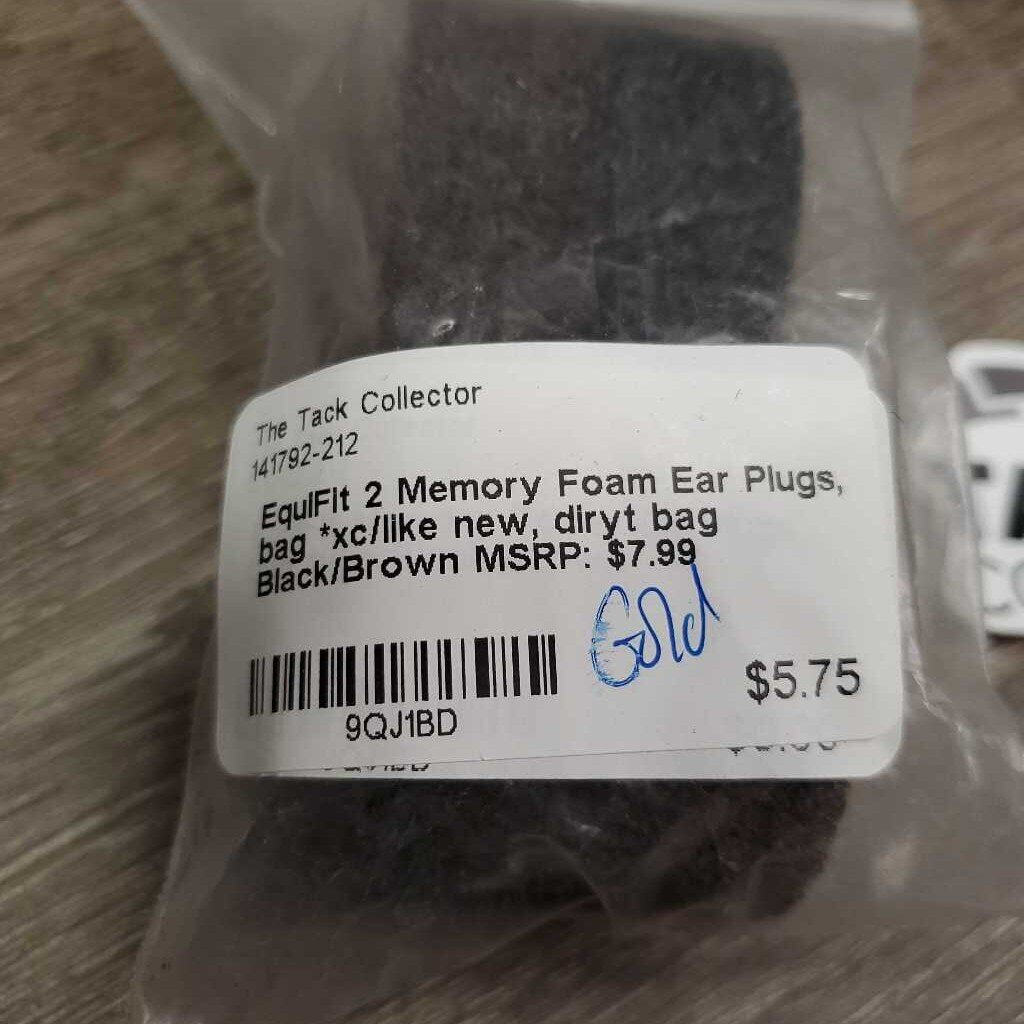 The Tack Collector
141792-212
EquiFit 2 Memory Foam Ear Plugs,
bag *xc/like new, diryt bag
Black/Brown MSRP: $7.99
Gold
$5.75
9QJ1BD